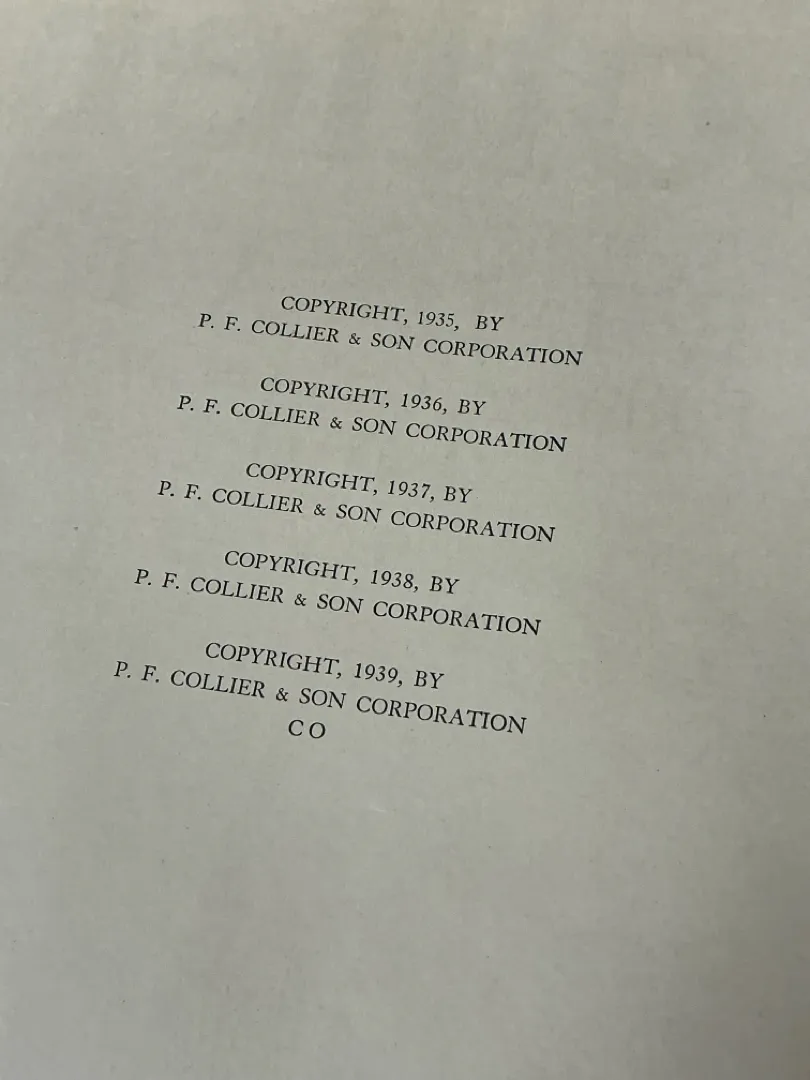 COPYRIGHT, 1935, BY
P. F. COLLIER & SON CORPORATION
COPYRIGHT, 1936, BY
P. F. COLLIER & SON CORPORATION
COPYRIGHT, 1937, BY
P. F. COLLIER & SON CORPORATION
COPYRIGHT, 1938, BY
P. F. COLLIER & SON CORPORATION
COPYRIGHT, 1939, BY
P. F. COLLIER & SON CORPORATION
CO